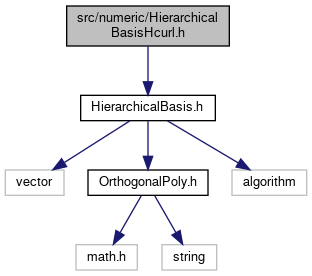 src/numeric/Hierarchical
BasisHcurl.h
HierarchicalBasis.h
vector
OrthogonalPoly.h
algorithm
math.h
string